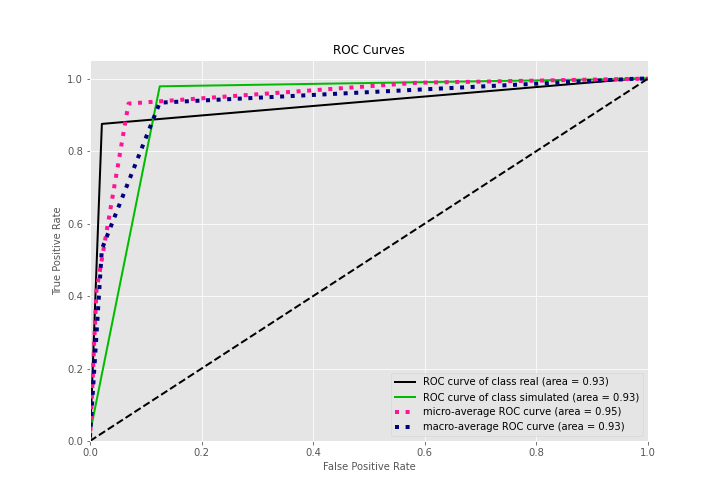 ROC Curves
1.0
0.8
0.6
0.4
0.2
0.0
True Positive Rate
ROC curve of class real (area = 0.93)
ROC curve of class simulated (area = 0.93)
micro-average ROC curve (area = 0.95)
macro-average ROC curve (area = 0.93)
0.0 0.2 0.4 0.6 0.8 1.0
False Positive Rate